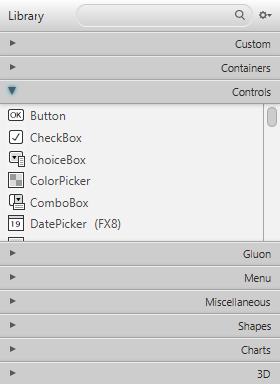 Library
Custom
Containers
Controls
OK Button
CheckBox
ChoiceBox
ColorPicker
ComboBox
19 DatePicker (FX8)
Gluon
Menu
Miscellaneous
Shapes
Charts
3D